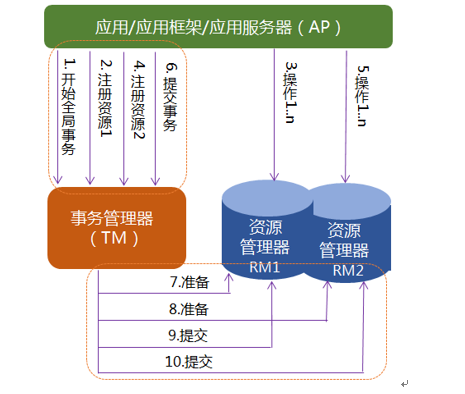 应用/应用框架/应用服务器（AP）
1.开始全局事务
2.注册资源1
4.注册资源2
6.提交事务
3.操作1..n
5.操作1..n
事务管理器
（TM）
资源
管理器
RM1
资源
管理器
RM2
7.准备
8.准备
9.提交
10.提交